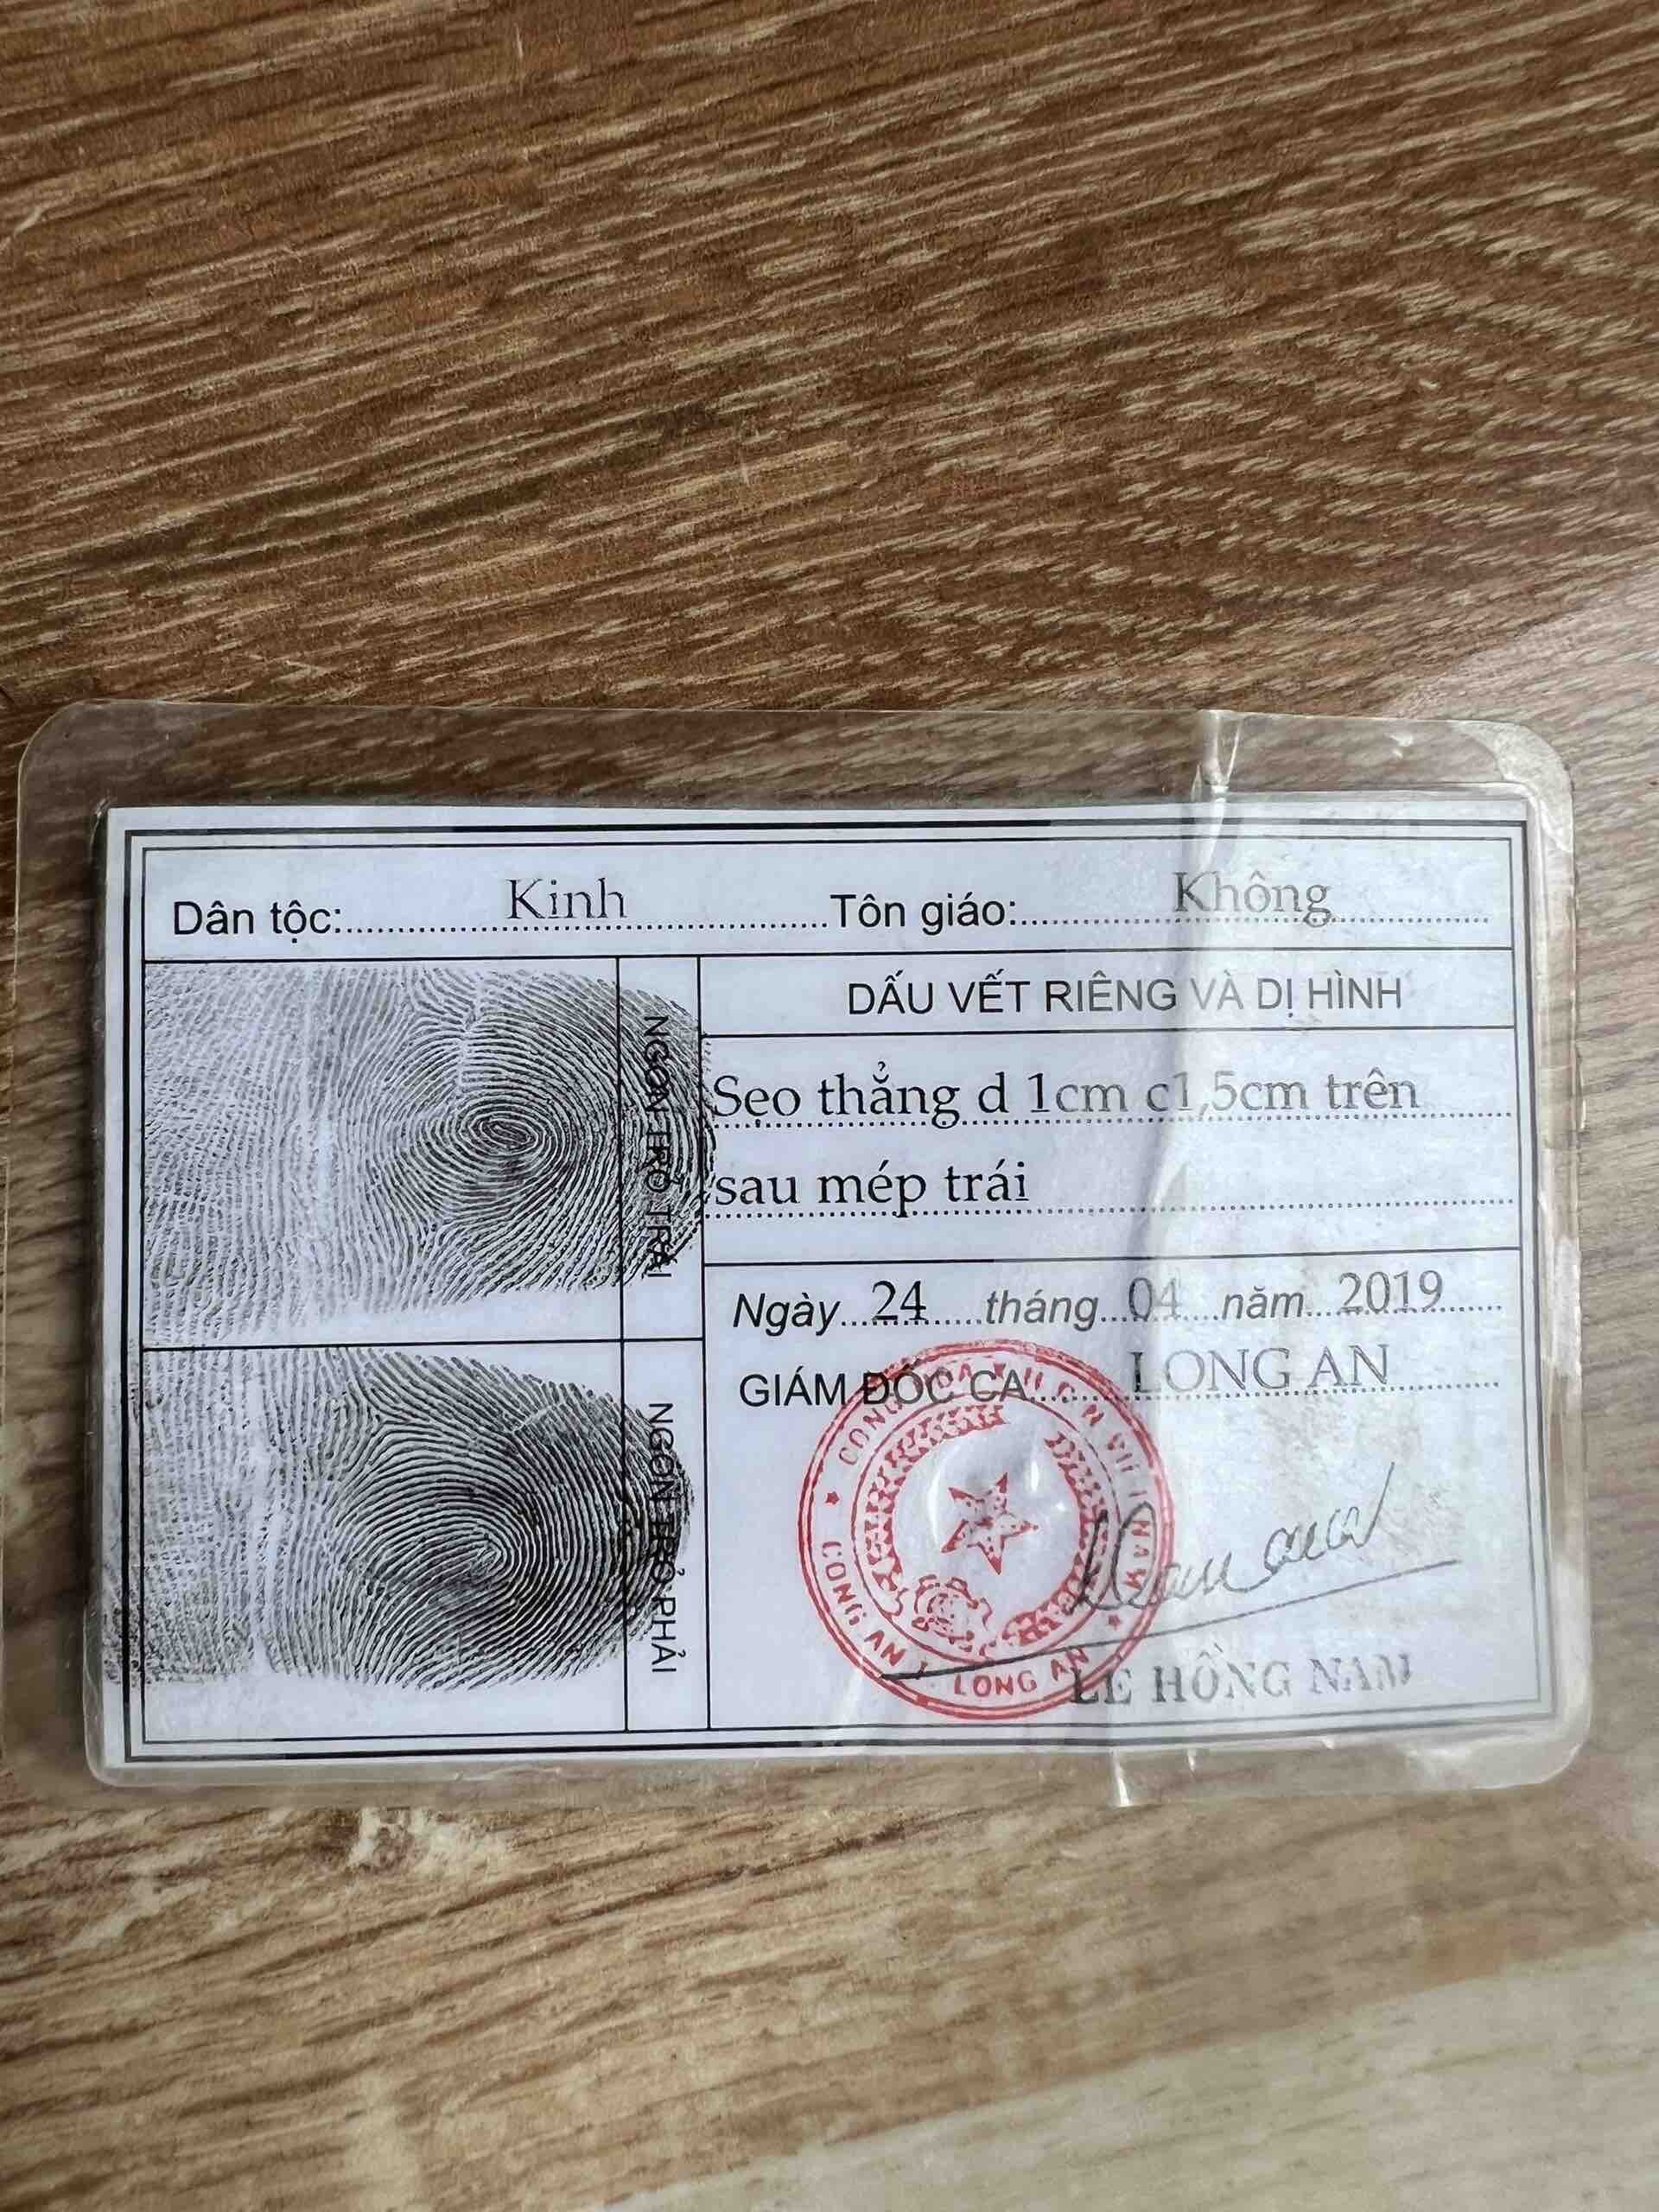 Dân tộc: Kinh Tôn giáo: Không
NGÓN TRỎ TRÁI
DẤU VẾT RIÊNG VÀ DỊ HÌNH
Sẹo thẳng d 1cm c1,5cm trên
sau mép trái
Ngày 24 tháng 04 năm 2019
GIÁM ĐỐC CA LONG AN
NGÓN TRỎ PHẢI
CÔNG AN T. LONG AN
LÊ HỒNG NAM